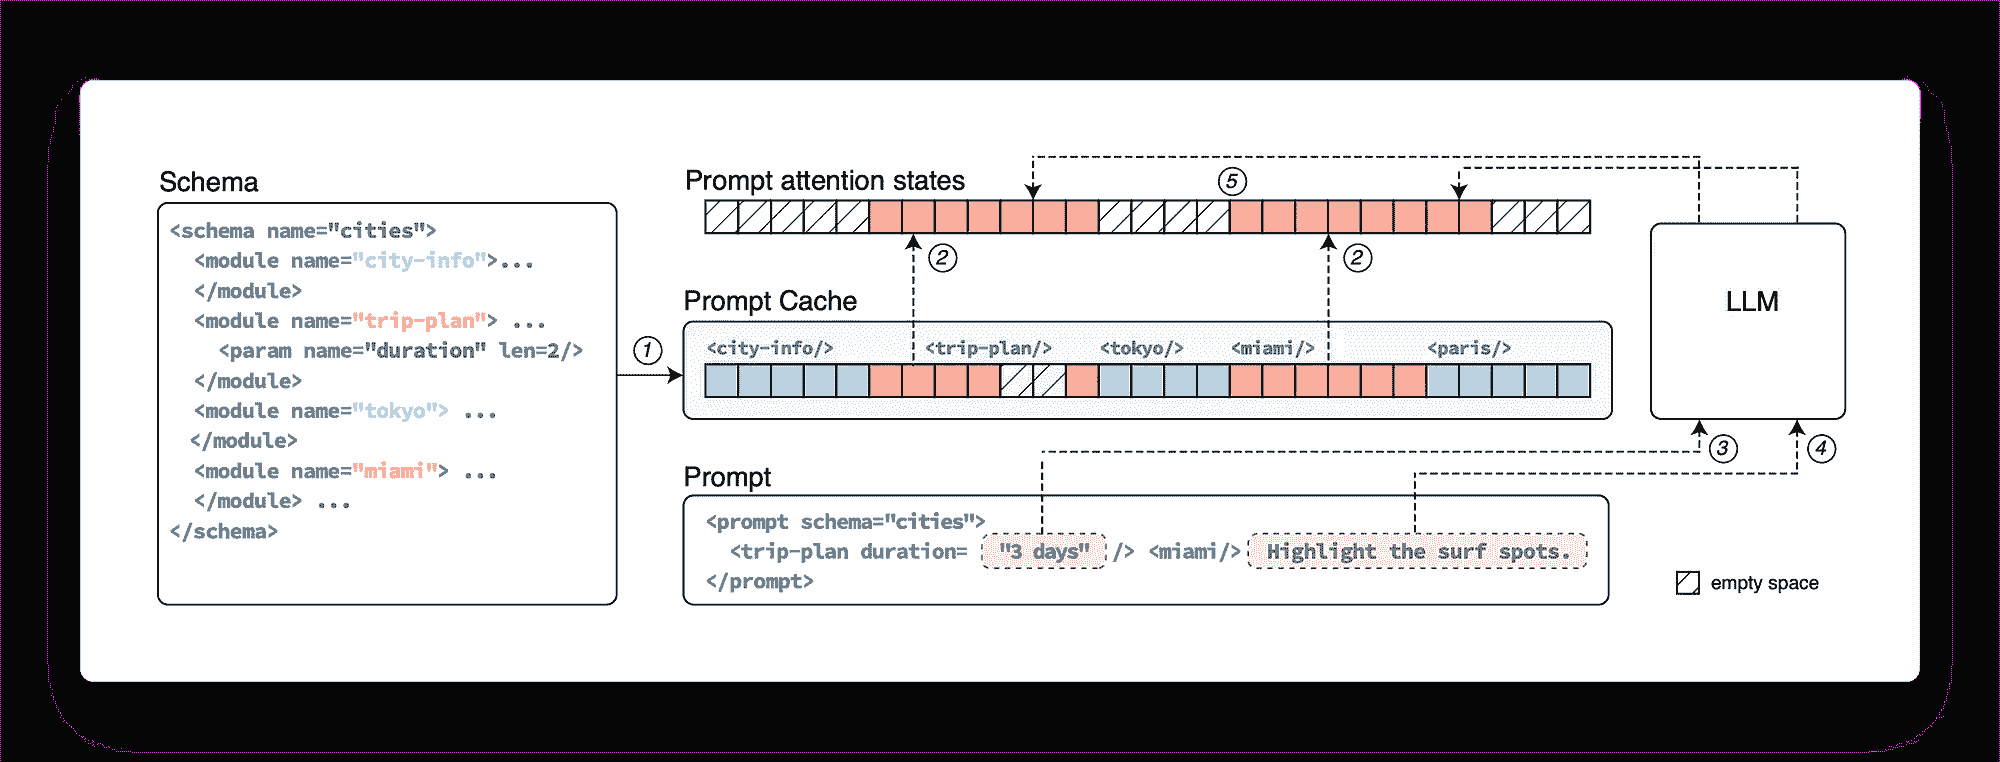 Schema
<schema name="cities">
<module name="city-info">...
</module>
<module name="trip-plan"> ...
<param name="duration" len=2/>
</module>
<module name="tokyo"> ...
</module>
<module name="miami"> ...
</module> ...
</schema>
1
Prompt attention states
5
2
2
Prompt Cache
<city-info/> <trip-plan/> <tokyo/> <miami/> <paris/>
LLM
3
4
Prompt
<prompt schema="cities">
<trip-plan duration= "3 days" /> <miami/> Highlight the surf spots.
</prompt>
empty space